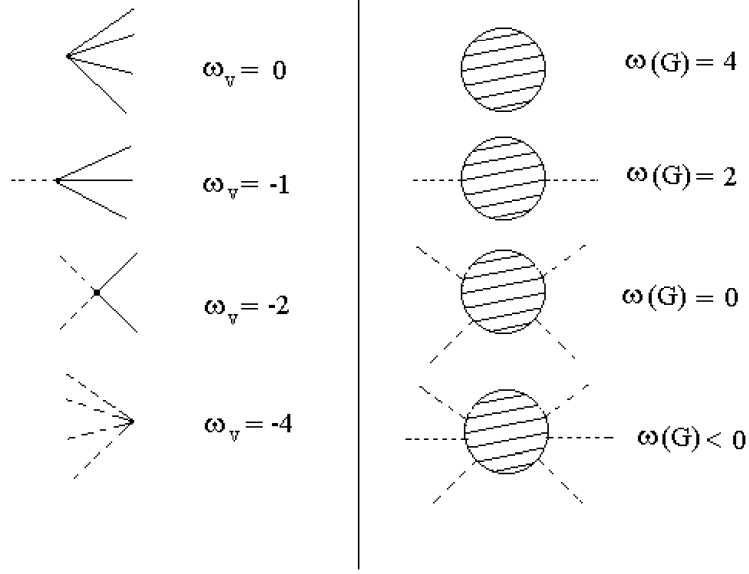 ω_v = 0
ω_v = -1
ω_v = -2
ω_v = -4
ω(G) = 4
ω(G) = 2
ω(G) = 0
ω(G) < 0